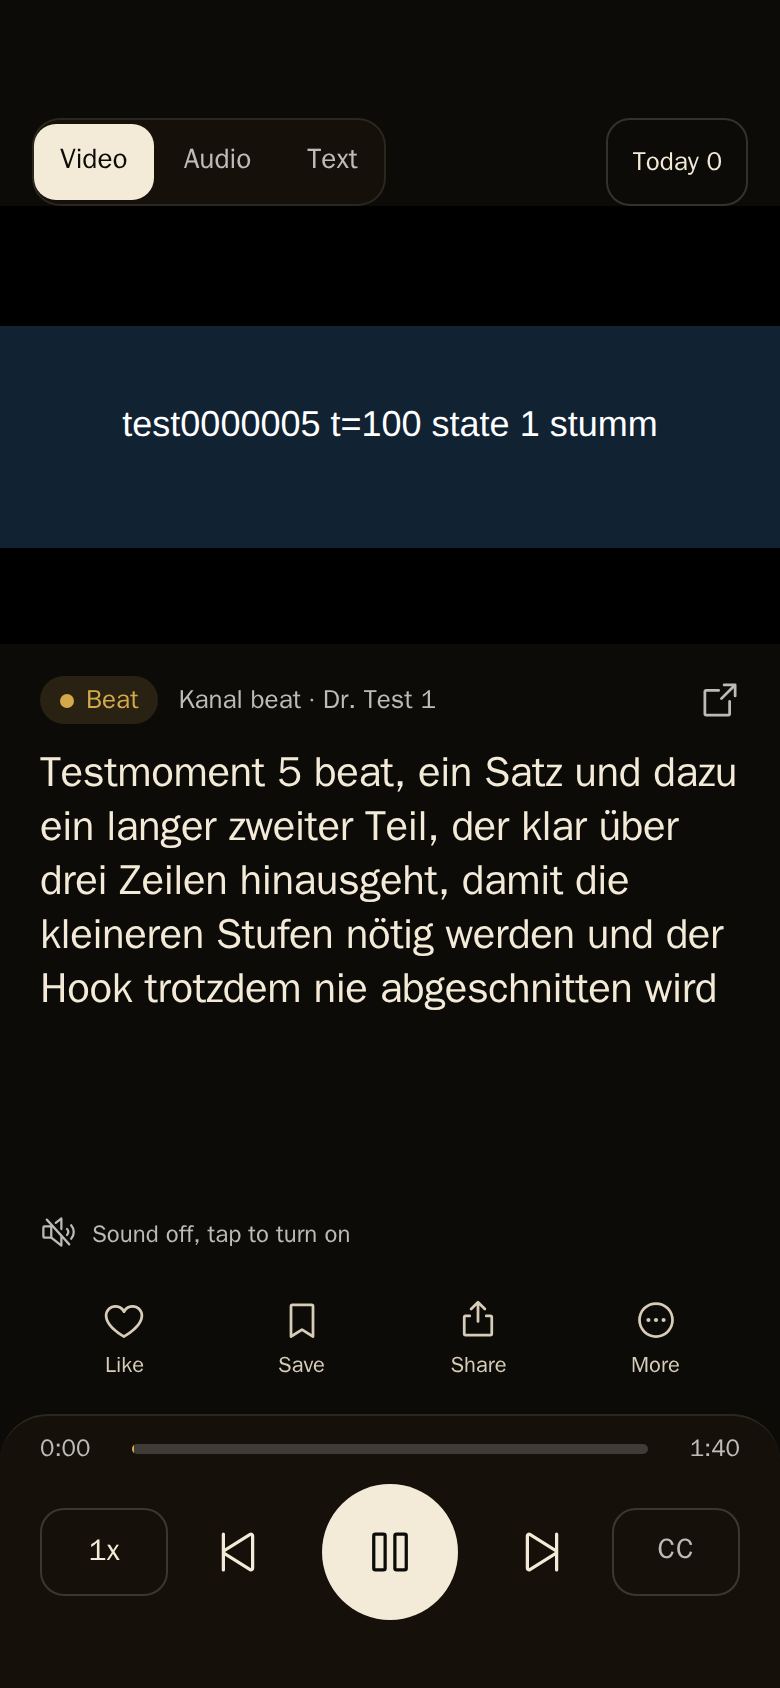 Video Audio Text Today 0
test0000005 t=100 state 1 stumm
Beat Kanal beat · Dr. Test 1
Testmoment 5 beat, ein Satz und dazu
ein langer zweiter Teil, der klar über
drei Zeilen hinausgeht, damit die
kleineren Stufen nötig werden und der
Hook trotzdem nie abgeschnitten wird
Sound off, tap to turn on
Like Save Share More
0:00 1:40
1x CC